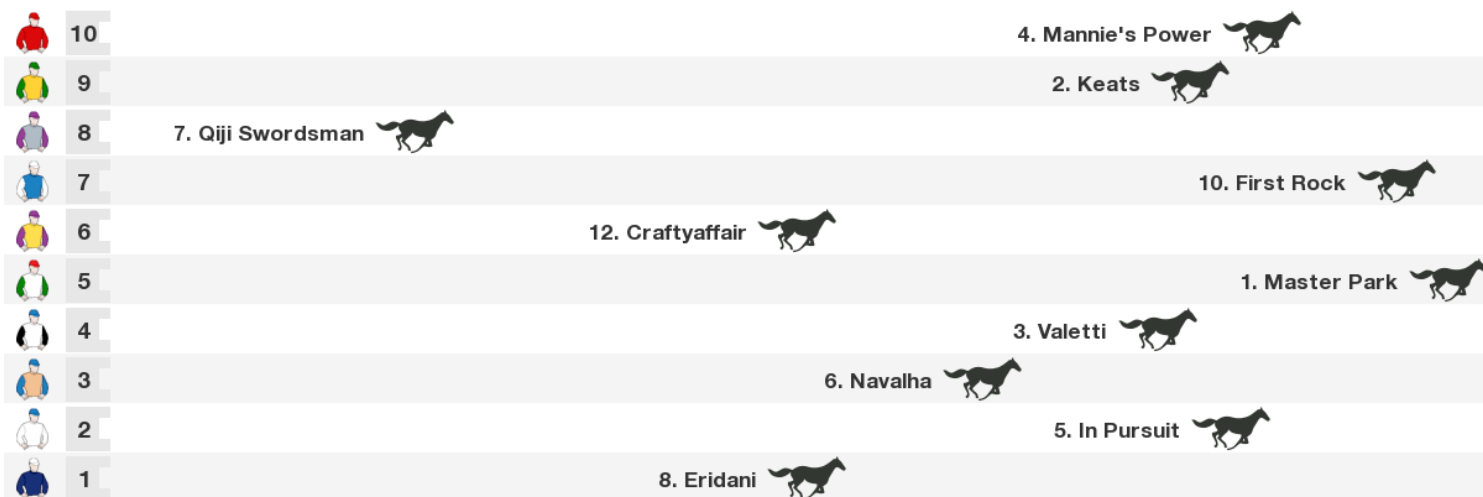 10 4. Mannie's Power
9 2. Keats
8 7. Qiji Swordsman
7 10. First Rock
6 12. Craftyaffair
5 1. Master Park
4 3. Valetti
3 6. Navalha
2 5. In Pursuit
1 8. Eridani